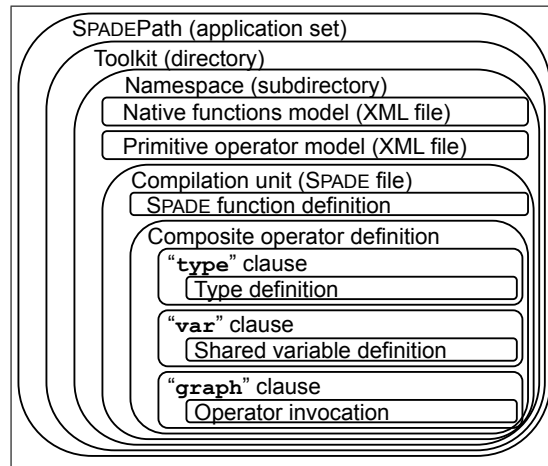 SPADEPath (application set)
Toolkit (directory)
Namespace (subdirectory)
Native functions model (XML file)
Primitive operator model (XML file)
Compilation unit (SPADE file)
SPADE function definition
Composite operator definition
“type” clause
Type definition
“var” clause
Shared variable definition
“graph” clause
Operator invocation